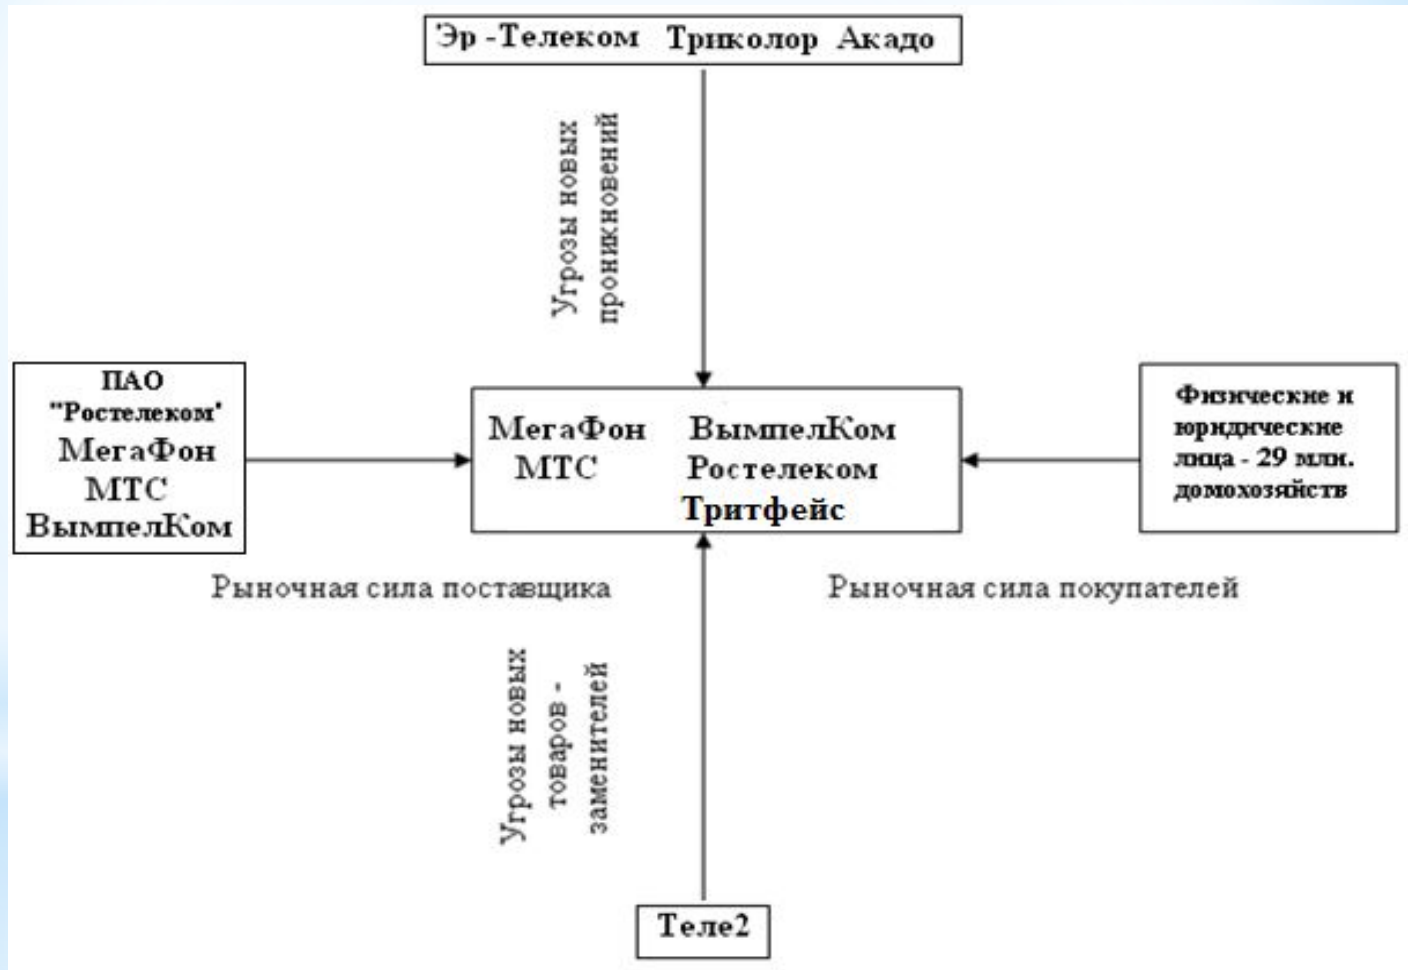 Эр -Телеком Триколор Акадо
Угрозы новых
проникновений
ПАО
"Ростелеком'
МегаФон
МТС
ВымпелКом
МегаФон ВымпелКом
МТС Ростелеком
Тритфейс
Физические и
юридические
лица - 29 млн.
домохозяйств
Рыночная сила поставщика
Рыночная сила покупателей
Угрозы новых
товаров -
заменителей
Теле2